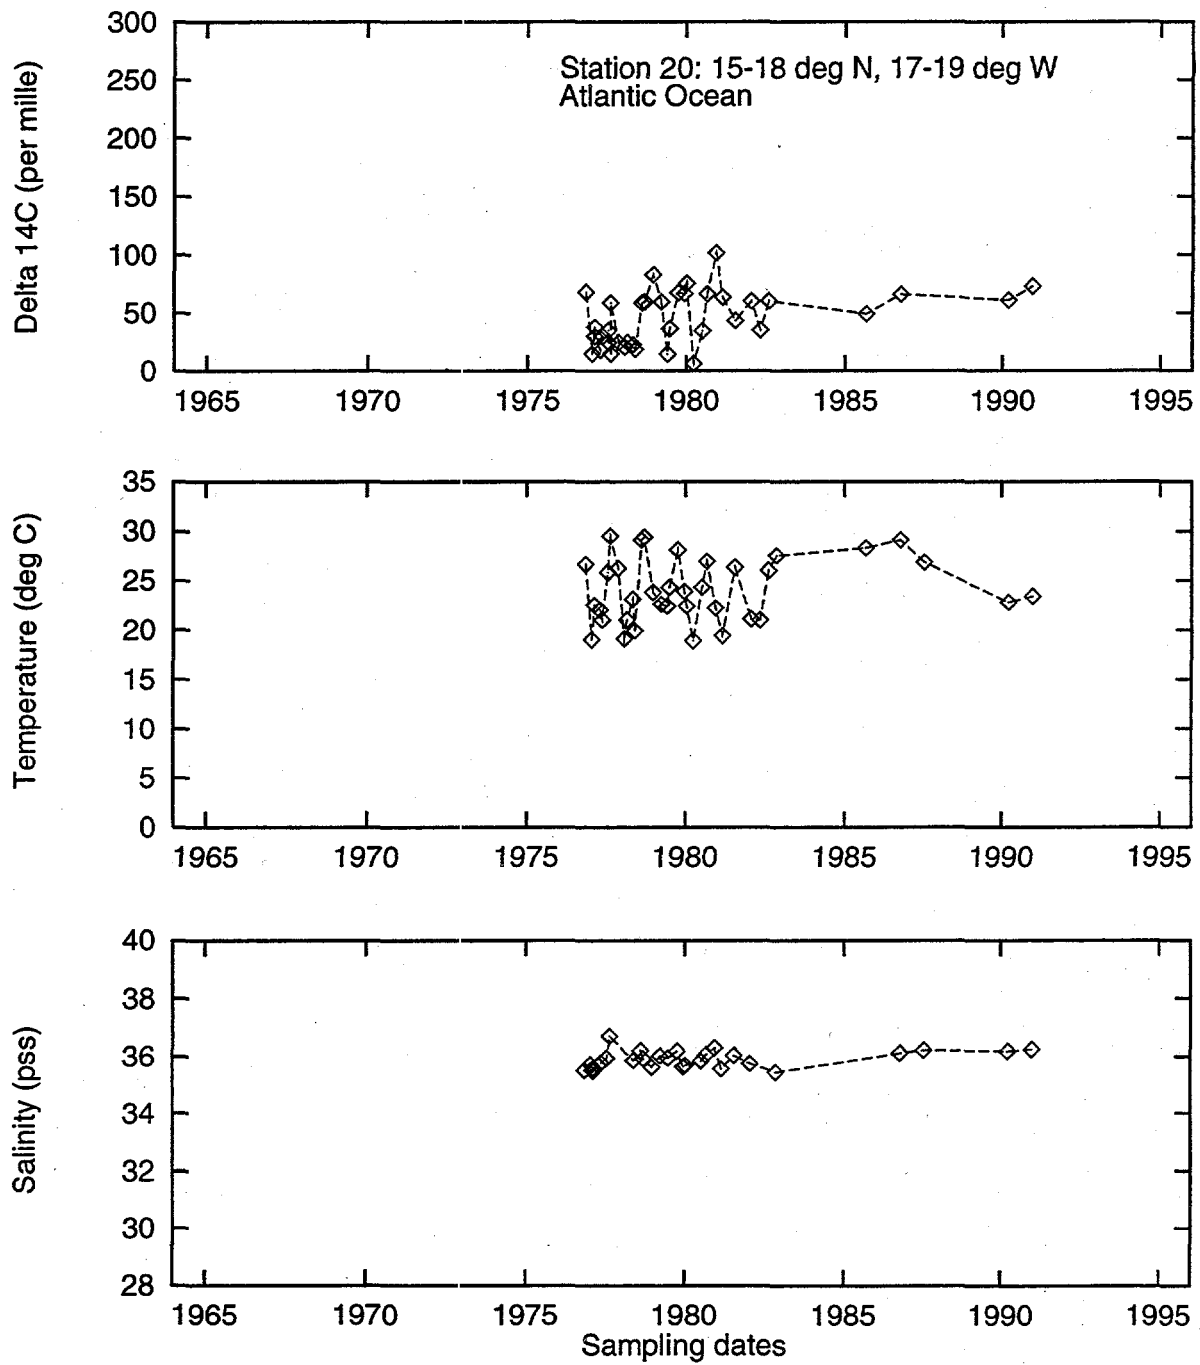 300
250
200
150
100
50
0
Delta 14C (per mille)
Station 20: 15-18 deg N, 17-19 deg W
Atlantic Ocean
1965 1970 1975 1980 1985 1990 1995
35
30
25
20
15
10
5
0
Temperature (deg C)
1965 1970 1975 1980 1985 1990 1995
40
38
36
34
32
30
28
Salinity (pss)
1965 1970 1975 1980 1985 1990 1995
Sampling dates